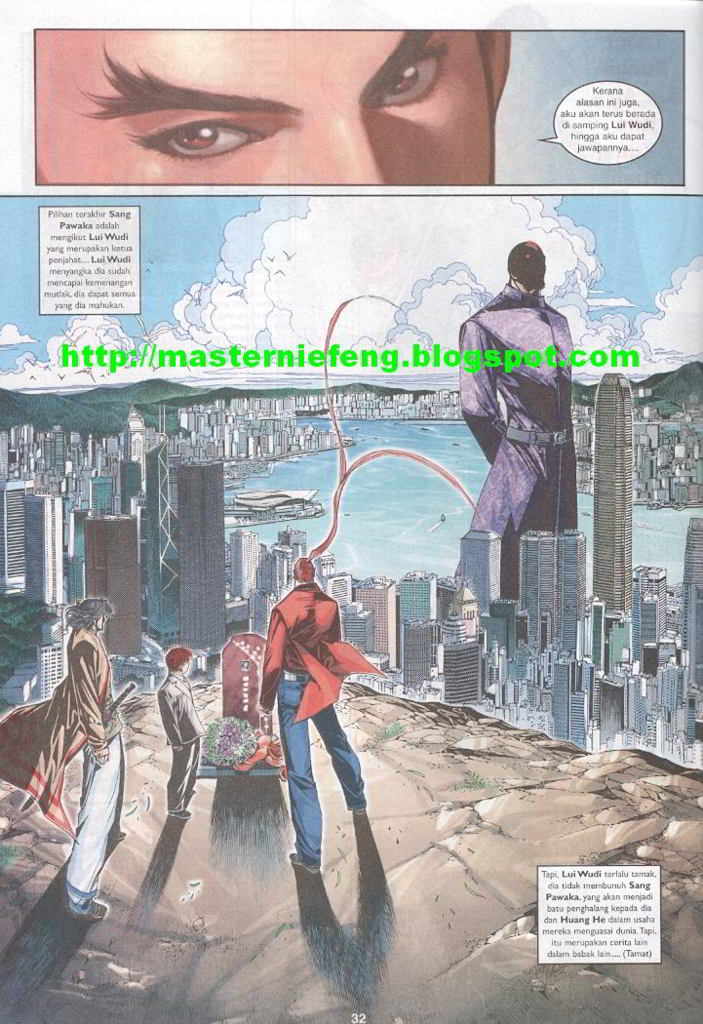 Kerana
alasan ini juga,
aku akan terus berada
di samping Lui Wudi,
hingga aku dapat
jawapannya....
Pilihan terakhir Sang
Pawaka adalah
mengikut Lui Wudi
yang merupakan ketua
penjahat.... Lui Wudi
menyangka dia sudah
mencapai kemenangan
mutlak, dia dapat semua
yang dia mahukan.
http://masterniefeng.blogspot.com
Tapi, Lui Wudi terlalu tamak,
dia tidak membunuh Sang
Pawaka, yang akan menjadi
batu penghalang kepada dia
dan Huang He dalam usaha
mereka menguasai dunia. Tapi,
itu merupakan cerita lain
dalam babak lain..... (Tamat)
32